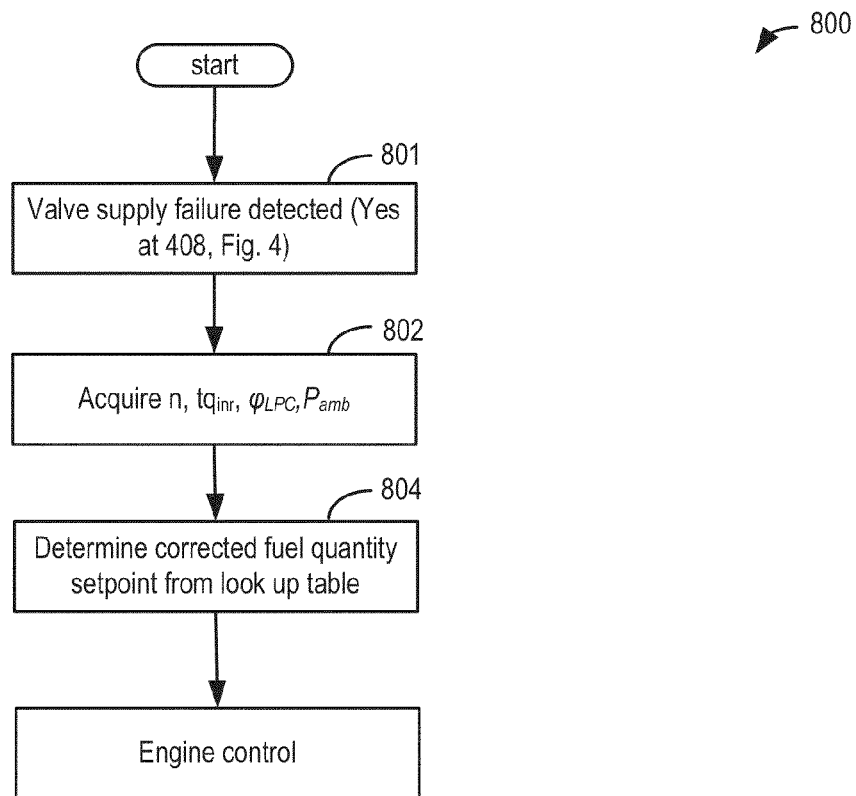 800
start
801
Valve supply failure detected (Yes
at 408, Fig. 4)
802
Acquire n, tqinr, φLPC,Pamb
804
Determine corrected fuel quantity
setpoint from look up table
Engine control